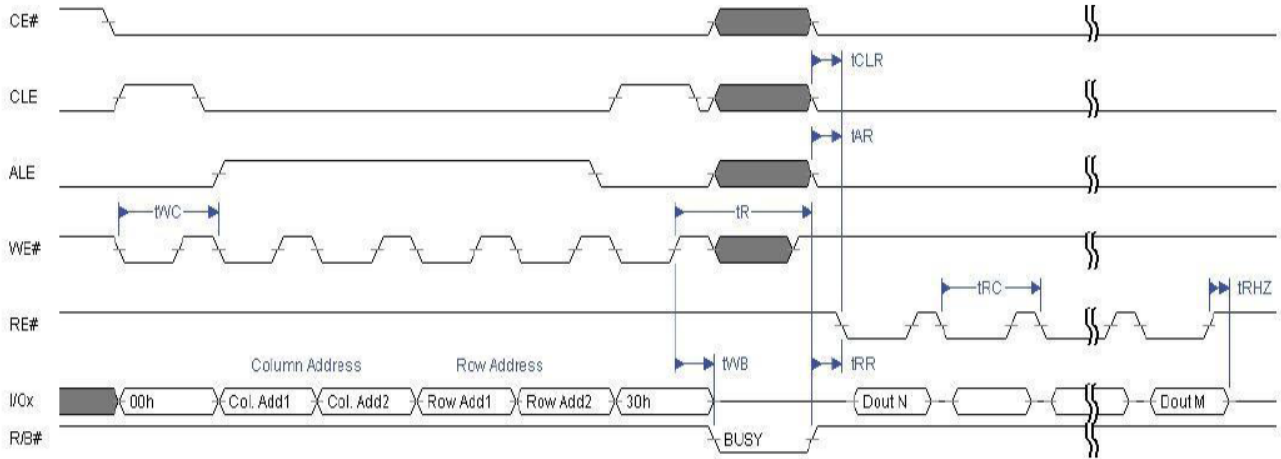 CE#
tCLR
CLE
tAR
ALE
tWC
tR
WE#
tRC
tRHZ
RE#
Column Address
Row Address
tWB
tRR
I/Ox
00h
Col. Add1
Col. Add2
Row Add1
Row Add2
30h
Dout N
Dout M
R/B#
BUSY